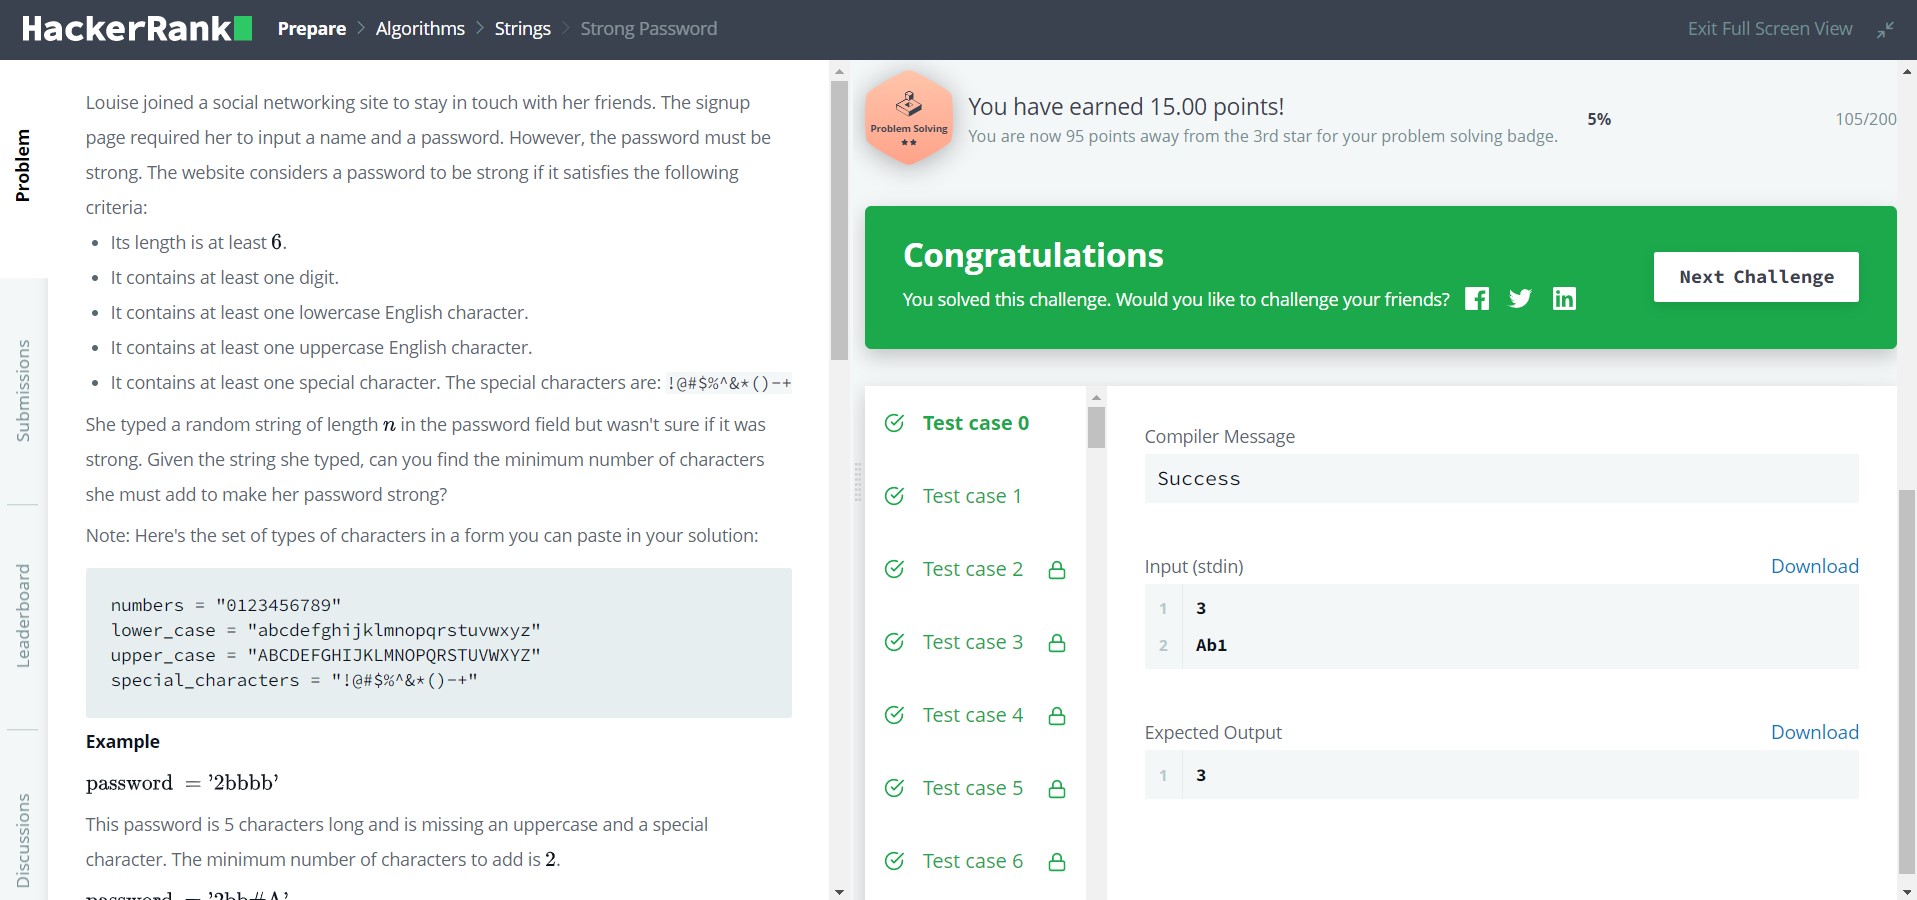 HackerRank
Prepare > Algorithms > Strings > Strong Password
Exit Full Screen View
Problem
Submissions
Leaderboard
Discussions
Louise joined a social networking site to stay in touch with her friends. The signup
page required her to input a name and a password. However, the password must be
strong. The website considers a password to be strong if it satisfies the following
criteria:
• Its length is at least 6.
• It contains at least one digit.
• It contains at least one lowercase English character.
• It contains at least one uppercase English character.
• It contains at least one special character. The special characters are: !@#$%^&*()-+
She typed a random string of length n in the password field but wasn't sure if it was
strong. Given the string she typed, can you find the minimum number of characters
she must add to make her password strong?
Note: Here's the set of types of characters in a form you can paste in your solution:
numbers = "0123456789"
lower_case = "abcdefghijklmnopqrstuvwxyz"
upper_case = "ABCDEFGHIJKLMNOPQRSTUVWXYZ"
special_characters = "!@#$%^&*()-+"
Example
password = '2bbbb'
This password is 5 characters long and is missing an uppercase and a special
character. The minimum number of characters to add is 2.
password = '2bb#A'
Problem Solving
You have earned 15.00 points!
You are now 95 points away from the 3rd star for your problem solving badge.
5%
105/200
Congratulations
You solved this challenge. Would you like to challenge your friends?
Next Challenge
Test case 0
Test case 1
Test case 2
Test case 3
Test case 4
Test case 5
Test case 6
Compiler Message
Success
Input (stdin)
Download
1 3
2 Ab1
Expected Output
Download
1 3